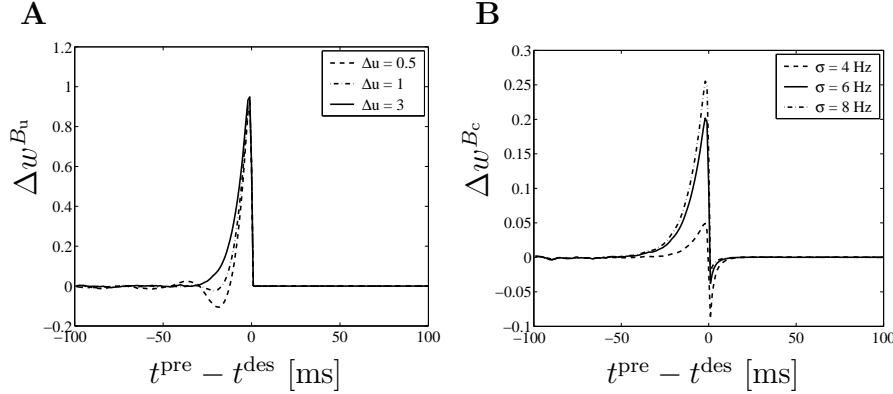 A
1.2
1
0.8
0.6
0.4
0.2
0
−0.2
−100
−50
0
50
100
Δu = 0.5
Δu = 1
Δu = 3
Δw^{B_u}
t^{pre} − t^{des} [ms]
B
0.3
0.25
0.20
0.15
0.10
0.05
0
−0.05
−0.1
−100
−50
0
50
100
σ = 4 Hz
σ = 6 Hz
σ = 8 Hz
Δw^{B_c}
t^{pre} − t^{des} [ms]